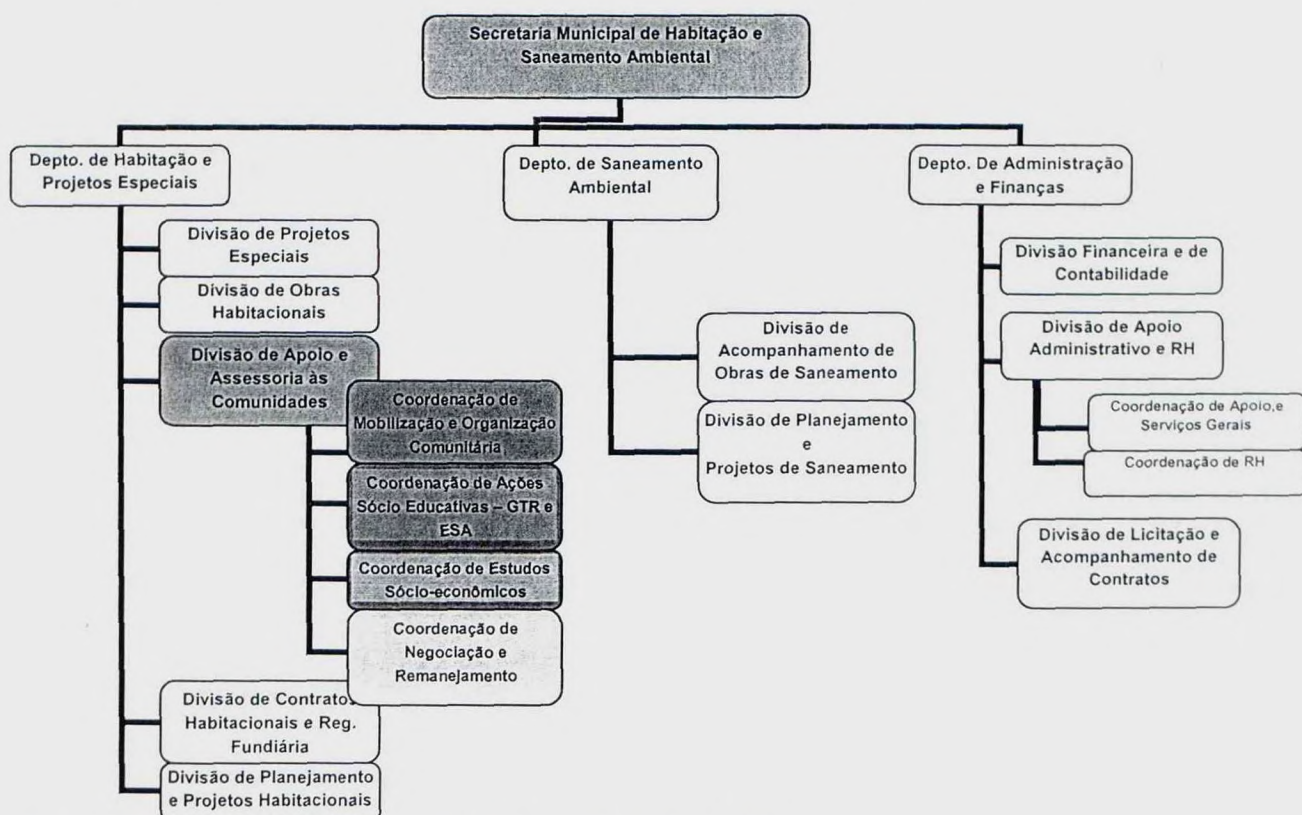 Secretaria Municipal de Habitação e
Saneamento Ambiental
Depto. de Habitação e
Projetos Especiais
Depto. de Saneamento
Ambiental
Depto. De Administração
e Finanças
Divisão de Projetos
Especiais
Divisão de Obras
Habitacionais
Divisão de Apoio e
Assessoria às
Comunidades
Coordenação de
Mobilização e Organização
Comunitária
Coordenação de Ações
Sócio Educativas – GTR e
ESA
Coordenação de Estudos
Sócio-econômicos
Coordenação de
Negociação e
Remanejamento
Divisão de Contratos
Habitacionais e Reg.
Fundiária
Divisão de Planejamento
e Projetos Habitacionais
Divisão de
Acompanhamento de
Obras de Saneamento
Divisão de Planejamento
e
Projetos de Saneamento
Divisão Financeira e de
Contabilidade
Divisão de Apoio
Administrativo e RH
Coordenação de Apoio,e
Serviços Gerais
Coordenação de RH
Divisão de Licitação e
Acompanhamento de
Contratos